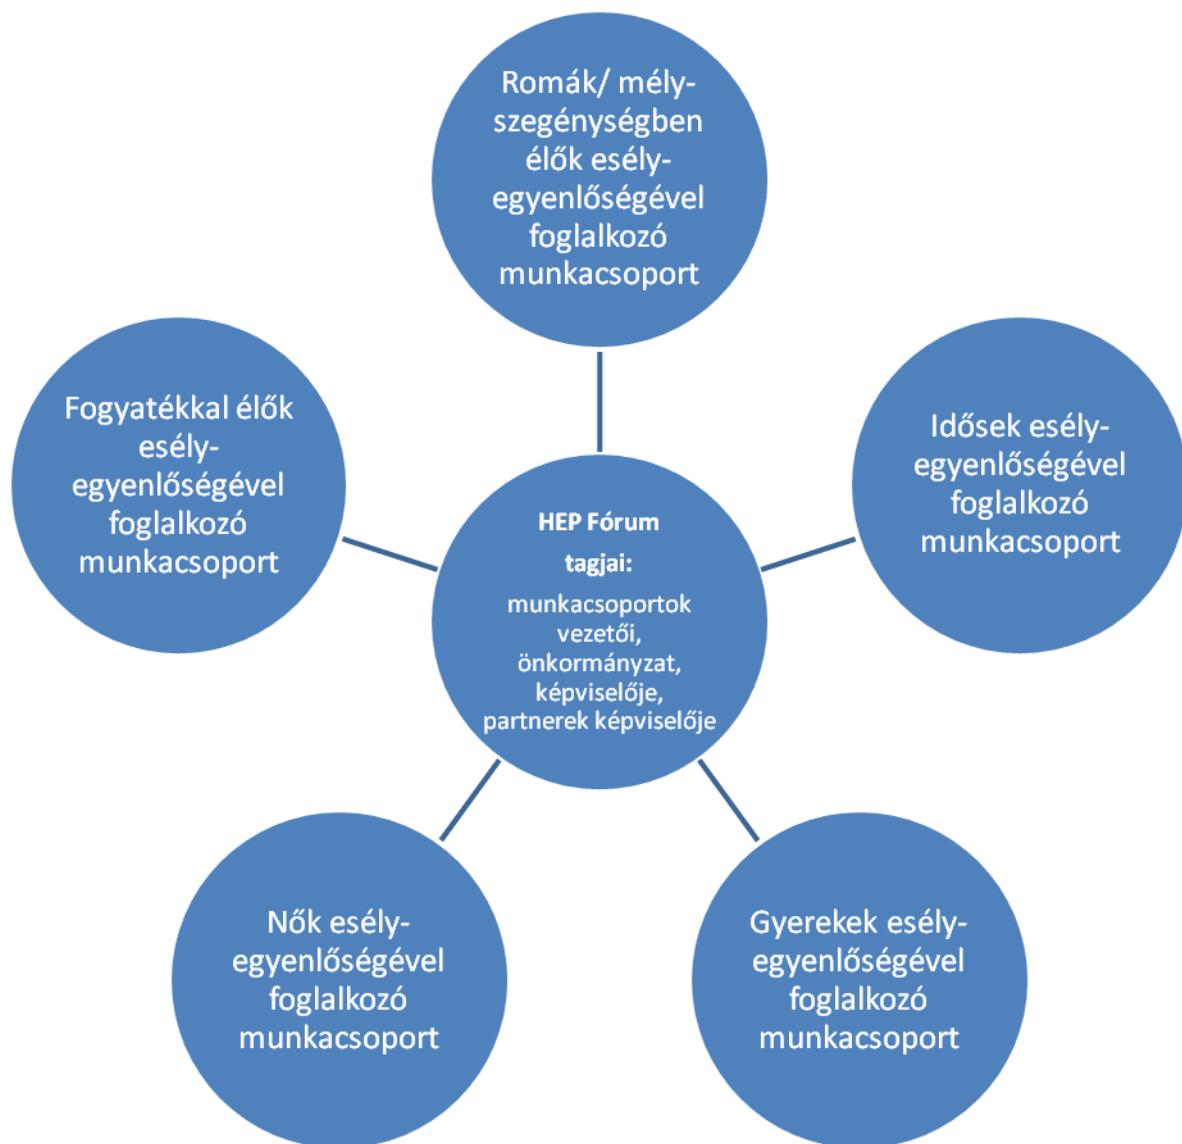 Romák/ mély-
szegénységben
élők esély-
egyenlőségével
foglalkozó
munkacsoport
Fogyatékkal élők
esély-
egyenlőségével
foglalkozó
munkacsoport
Idősek esély-
egyenlőségével
foglalkozó
munkacsoport
HEP Fórum
tagjai:
munkacsoportok
vezetői,
önkormányzat,
képviselője,
partnerek képviselője
Nők esély-
egyenlőségével
foglalkozó
munkacsoport
Gyerekek esély-
egyenlőségével
foglalkozó
munkacsoport